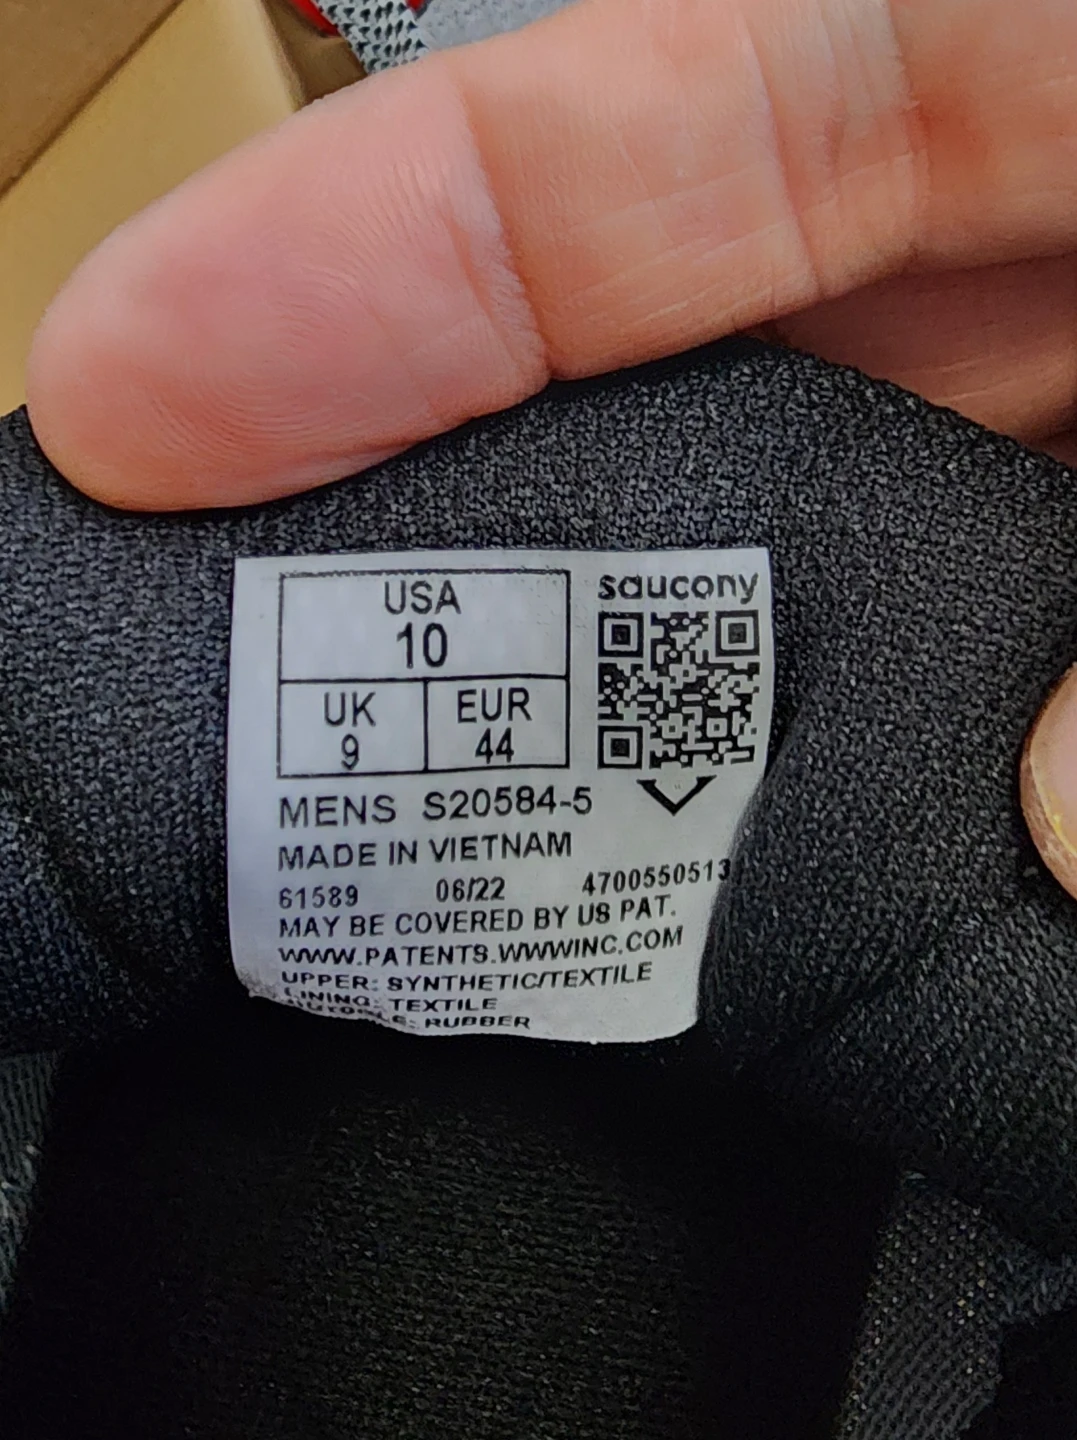 USA
10
UK
9
EUR
44
saucony
MENS S20584-5
MADE IN VIETNAM
61589 06/22 4700550513
MAY BE COVERED BY US PAT.
WWW.PATENTS.WWWINC.COM
UPPER: SYNTHETIC/TEXTILE
LINING: TEXTILE
RUBBER